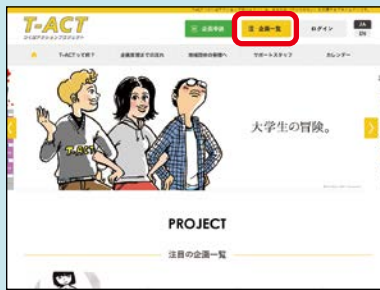 T-ACT
つくばアクションプロジェクト
企画申請
企画一覧
ログイン
JA
EN
T-ACTって何?
企画実現までの流れ
地域団体の皆様へ
サポートスタッフ
カレンダー
T-ACT
大学生の冒険。
PROJECT
注目の企画一覧